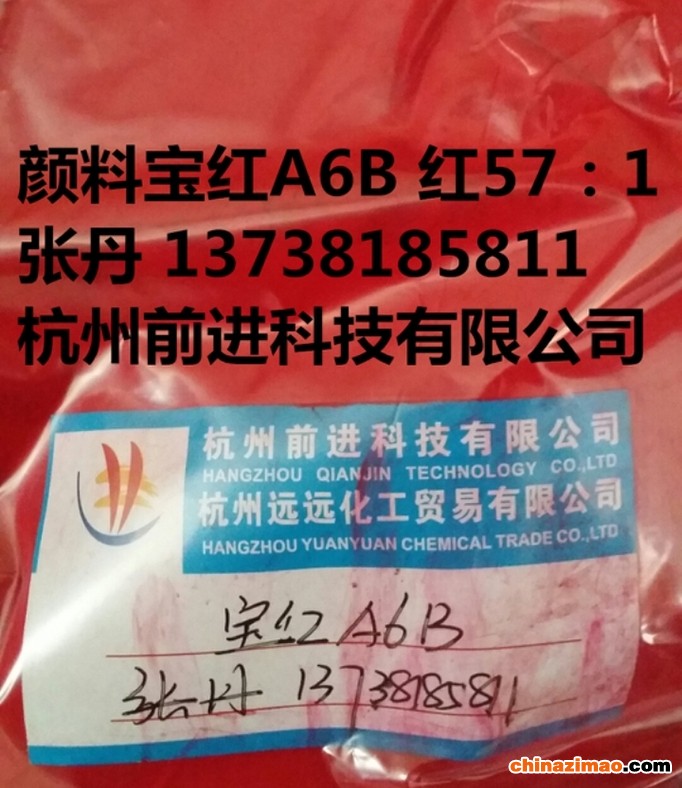 颜料宝红A6B 红57：1
张丹 13738185811
杭州前进科技有限公司
杭州前进科技有限公司
HANGZHOU QIANJIN TECHNOLOGY CO.,LTD
杭州远远化工贸易有限公司
HANGZHOU YUANYUAN CHEMICAL TRADE CO.,LTD
宝红A6B
张丹 13738185811
chinazimao.com